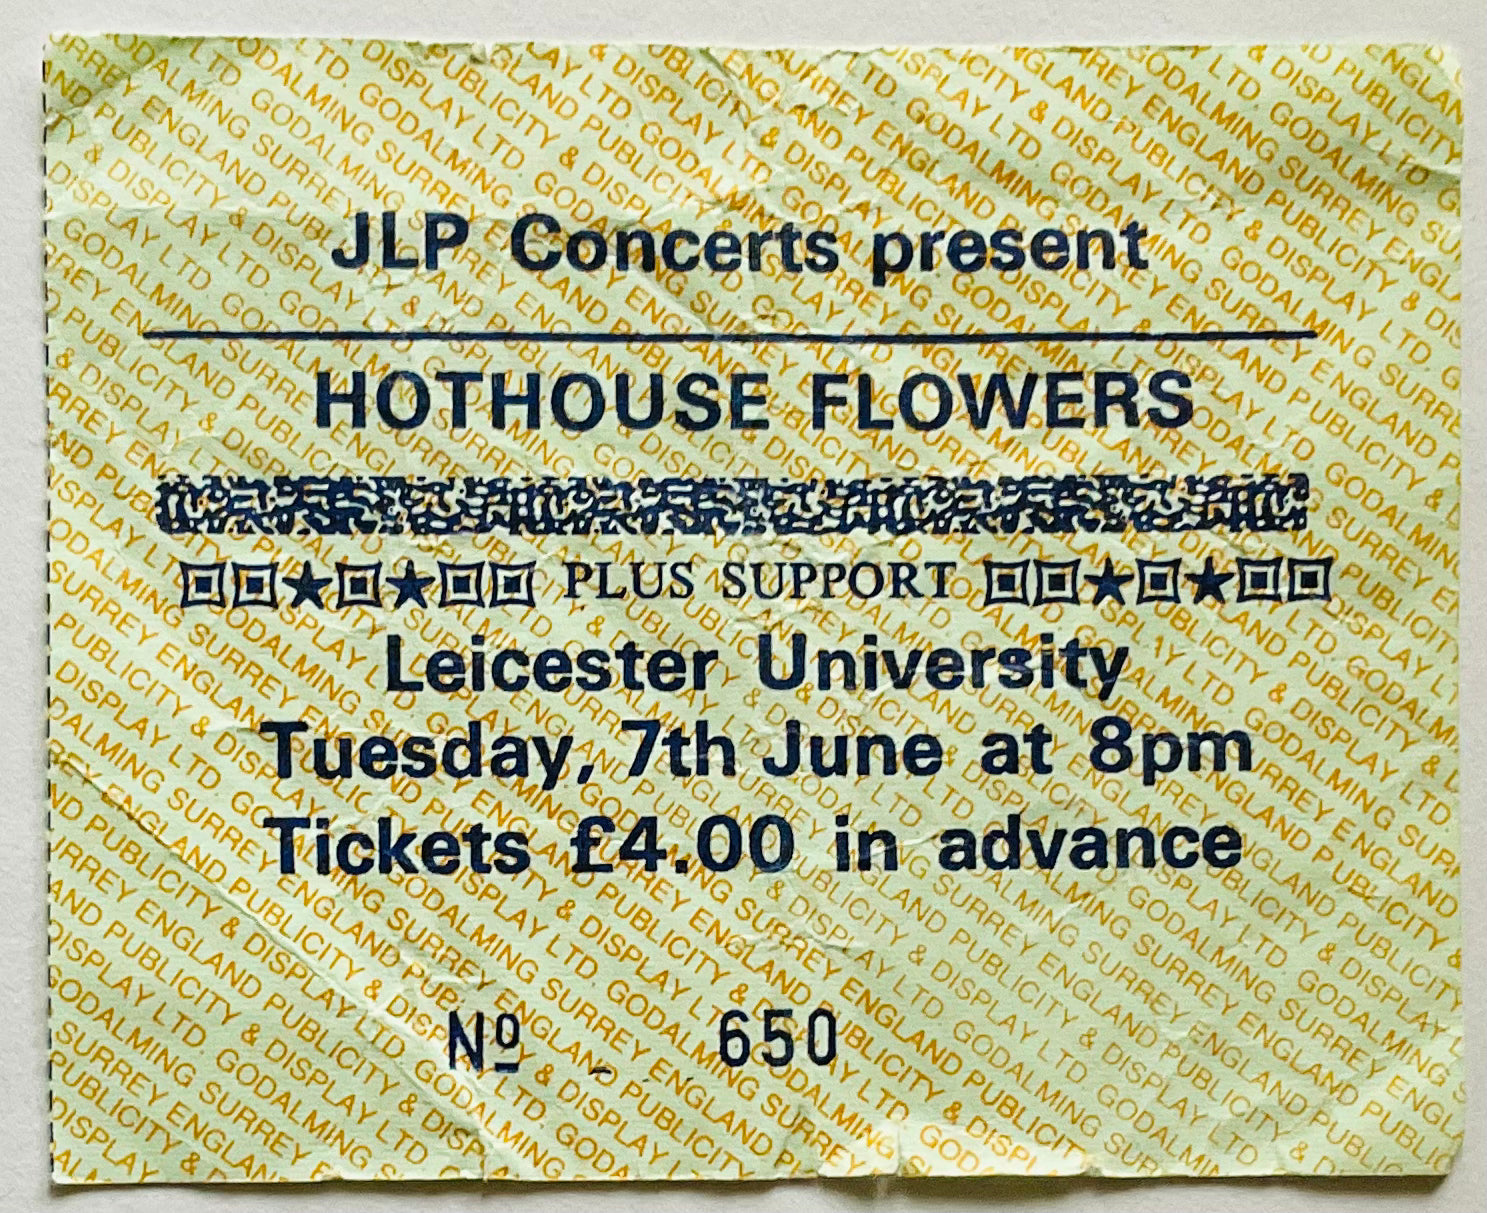 JLP Concerts present
HOTHOUSE FLOWERS
PLUS SUPPORT
Leicester University
Tuesday, 7th June at 8pm
Tickets £4.00 in advance
Nº 650